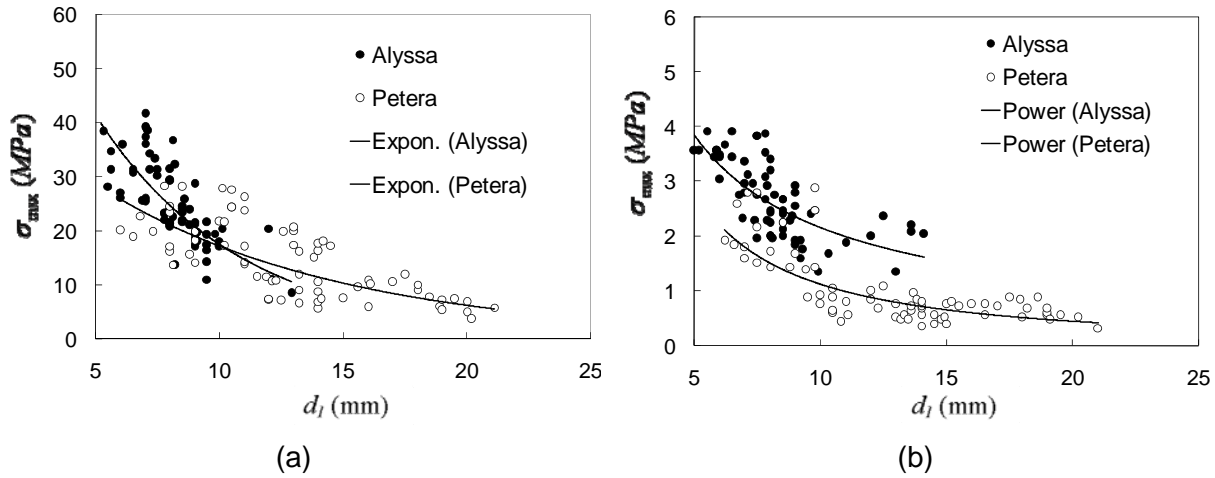 60
50
40
30
20
10
0
5 10 15 20 25
σmax (MPa)
d1 (mm)
Alyssa
Petera
Expon. (Alyssa)
Expon. (Petera)
(a)
6
5
4
3
2
1
0
5 10 15 20 25
σmax (MPa)
d1 (mm)
Alyssa
Petera
Power (Alyssa)
Power (Petera)
(b)